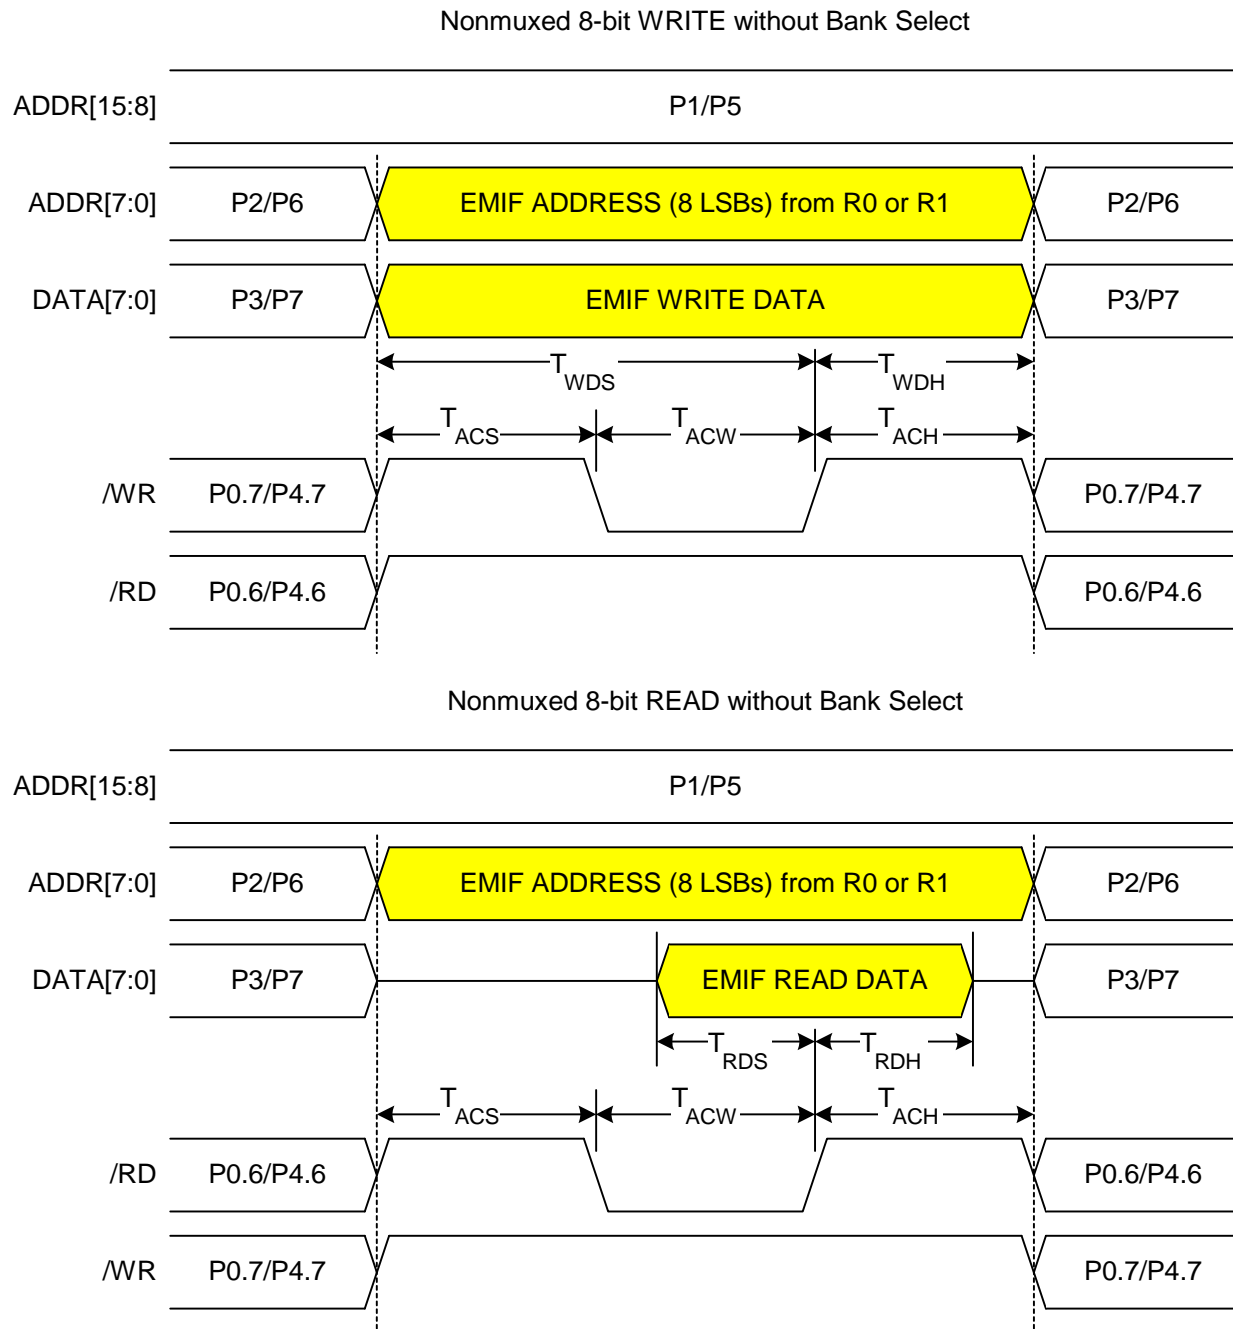 Nonmuxed 8-bit WRITE without Bank Select
ADDR[15:8] P1/P5
ADDR[7:0] P2/P6 EMIF ADDRESS (8 LSBs) from R0 or R1 P2/P6
DATA[7:0] P3/P7 EMIF WRITE DATA P3/P7
TWDS TWDH
TACS TACW TACH
/WR P0.7/P4.7 P0.7/P4.7
/RD P0.6/P4.6 P0.6/P4.6
Nonmuxed 8-bit READ without Bank Select
ADDR[15:8] P1/P5
ADDR[7:0] P2/P6 EMIF ADDRESS (8 LSBs) from R0 or R1 P2/P6
DATA[7:0] P3/P7 EMIF READ DATA P3/P7
TRDS TRDH
TACS TACW TACH
/RD P0.6/P4.6 P0.6/P4.6
/WR P0.7/P4.7 P0.7/P4.7